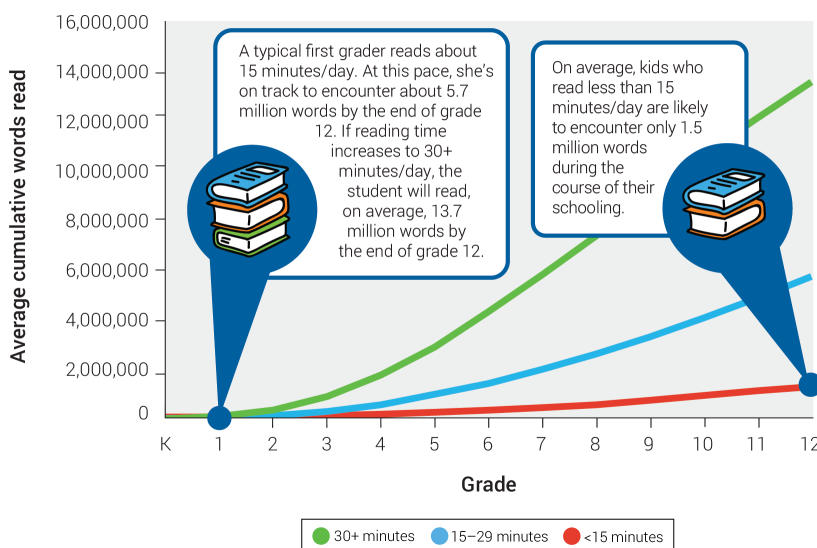 16,000,000
14,000,000
12,000,000
10,000,000
8,000,000
6,000,000
4,000,000
2,000,000
0
Average cumulative words read
A typical first grader reads about
15 minutes/day. At this pace, she's
on track to encounter about 5.7
million words by the end of grade
12. If reading time
increases to 30+
minutes/day, the
student will read,
on average, 13.7
million words by
the end of grade 12.
On average, kids who
read less than 15
minutes/day are likely
to encounter only 1.5
million words
during the
course of their
schooling.
K 1 2 3 4 5 6 7 8 9 10 11 12
Grade
30+ minutes 15–29 minutes <15 minutes